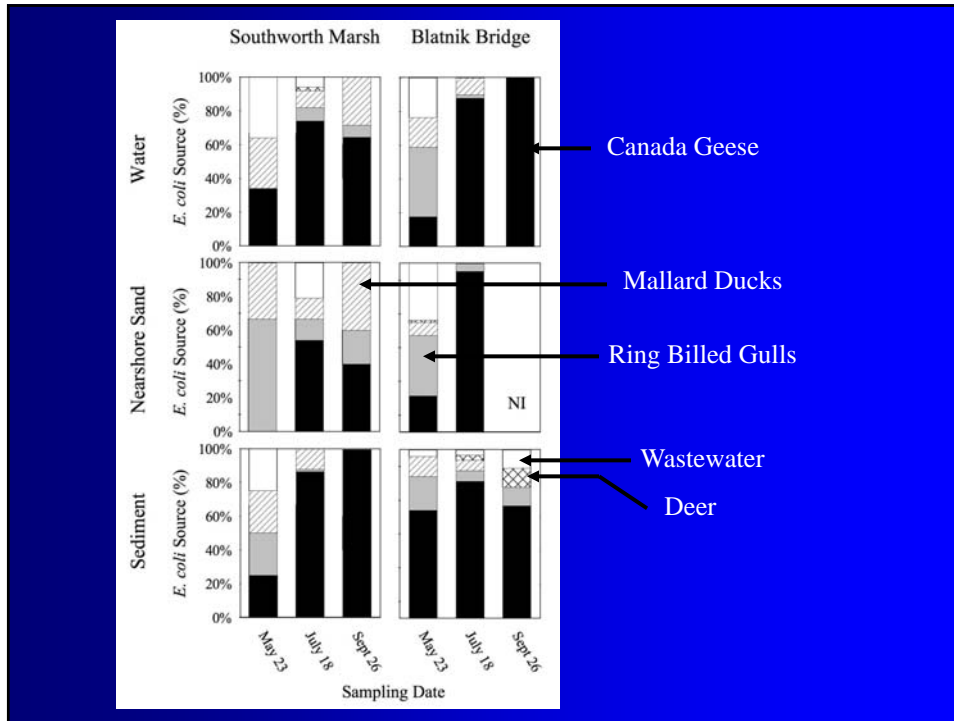 Southworth Marsh
Blatnik Bridge
Water
E. coli Source (%)
100%
80%
60%
40%
20%
0%
Canada Geese
Nearshore Sand
E. coli Source (%)
100%
80%
60%
40%
20%
0%
NI
Mallard Ducks
Ring Billed Gulls
Sediment
E. coli Source (%)
100%
80%
60%
40%
20%
0%
Wastewater
Deer
May 23
July 18
Sept 26
May 23
July 18
Sept 26
Sampling Date